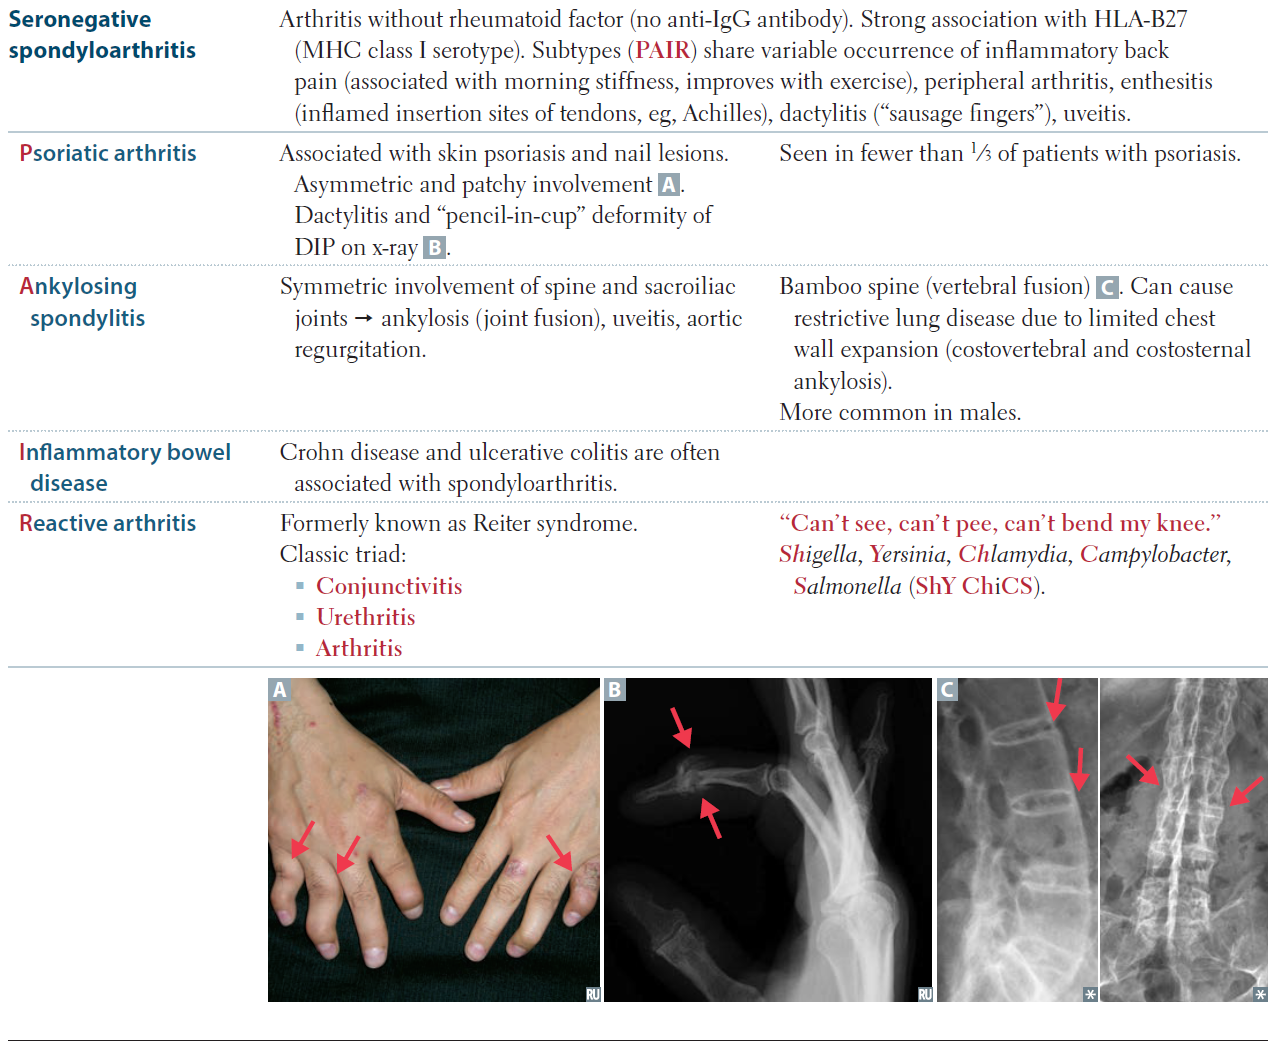 Seronegative
spondyloarthritis
Arthritis without rheumatoid factor (no anti-IgG antibody). Strong association with HLA-B27
(MHC class I serotype). Subtypes (PAIR) share variable occurrence of inflammatory back
pain (associated with morning stiffness, improves with exercise), peripheral arthritis, enthesitis
(inflamed insertion sites of tendons, eg, Achilles), dactylitis (“sausage fingers”), uveitis.
Psoriatic arthritis
Associated with skin psoriasis and nail lesions.
Asymmetric and patchy involvement A.
Dactylitis and “pencil-in-cup” deformity of
DIP on x-ray B.
Seen in fewer than 1/3 of patients with psoriasis.
Ankylosing
spondylitis
Symmetric involvement of spine and sacroiliac
joints → ankylosis (joint fusion), uveitis, aortic
regurgitation.
Bamboo spine (vertebral fusion) C. Can cause
restrictive lung disease due to limited chest
wall expansion (costovertebral and costosternal
ankylosis).
More common in males.
Inflammatory bowel
disease
Crohn disease and ulcerative colitis are often
associated with spondyloarthritis.
Reactive arthritis
Formerly known as Reiter syndrome.
Classic triad:
▪ Conjunctivitis
▪ Urethritis
▪ Arthritis
“Can’t see, can’t pee, can’t bend my knee.”
Shigella, Yersinia, Chlamydia, Campylobacter,
Salmonella (ShY ChiCS).
A
B
C
RU
RU
*
*